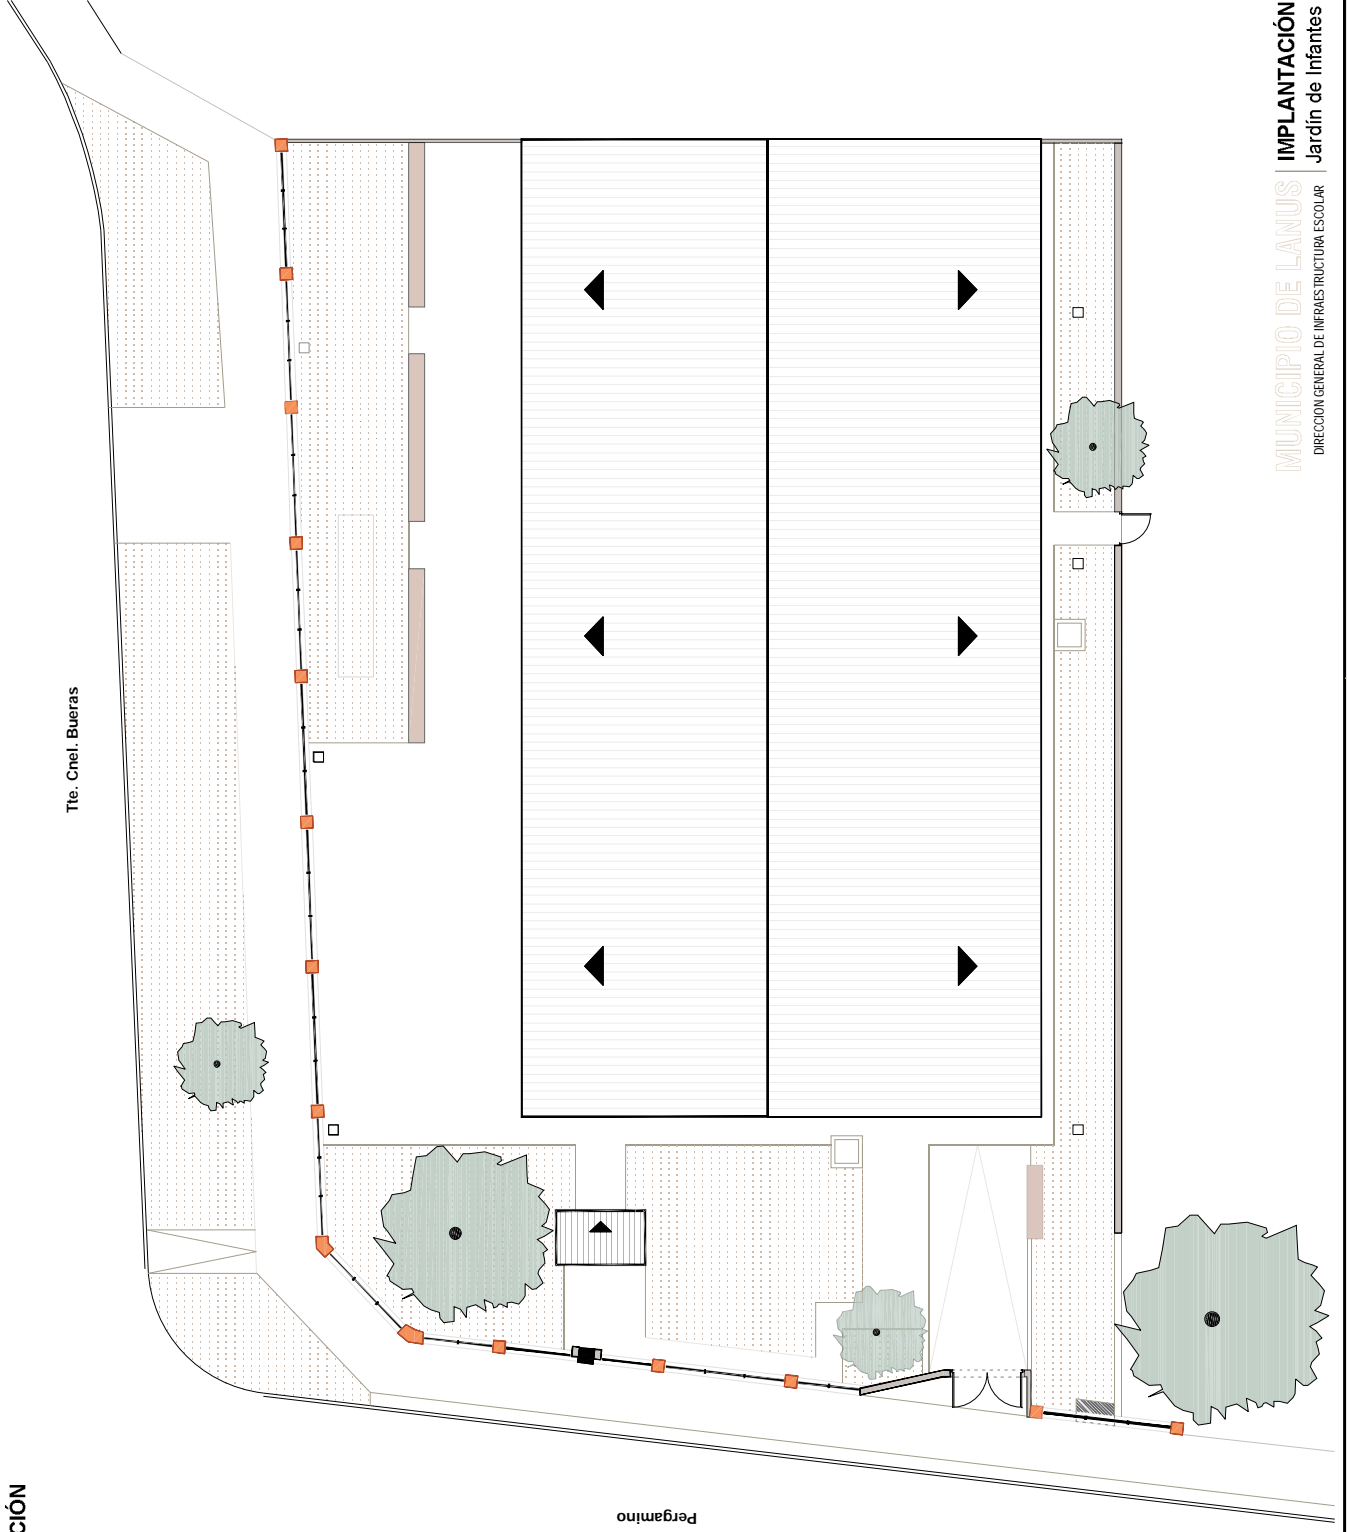 IMPLANTACIÓN
Jardín de Infantes
MUNICIPIO DE LANUS
DIRECCION GENERAL DE INFRAESTRUCTURA ESCOLAR
Tte. Cnel. Bueras
Pergamino
CIÓN